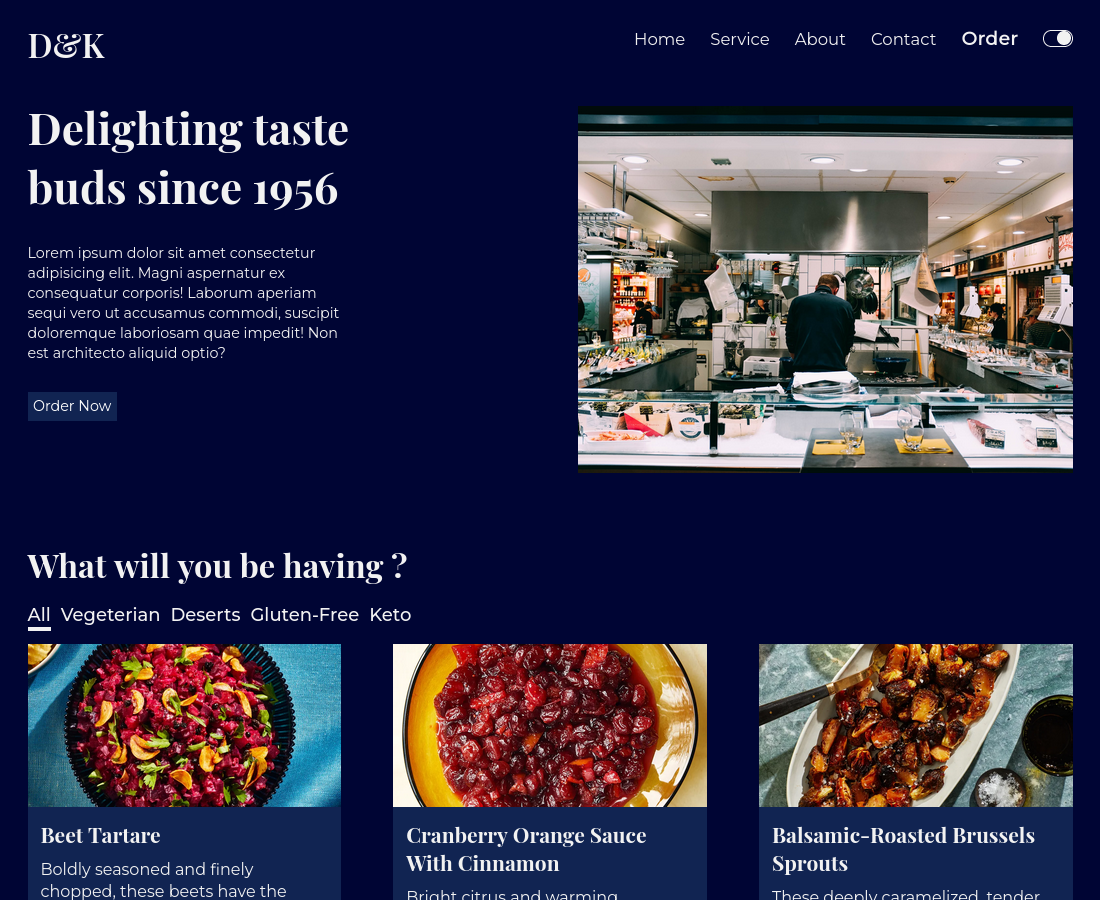 D&K
Home Service About Contact Order
Delighting taste
buds since 1956
Lorem ipsum dolor sit amet consectetur
adipisicing elit. Magni aspernatur ex
consequatur corporis! Laborum aperiam
sequi vero ut accusamus commodi, suscipit
doloremque laboriosam quae impedit! Non
est architecto aliquid optio?
Order Now
What will you be having ?
All Vegeterian Deserts Gluten-Free Keto
Beet Tartare
Boldly seasoned and finely
chopped, these beets have the
Cranberry Orange Sauce
With Cinnamon
Bright citrus and warming
Balsamic-Roasted Brussels
Sprouts
These deeply caramelized, tender